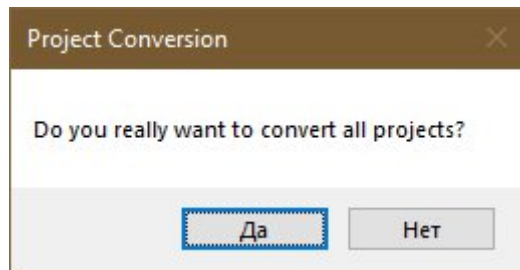 Project Conversion
Do you really want to convert all projects?
Да
Нет